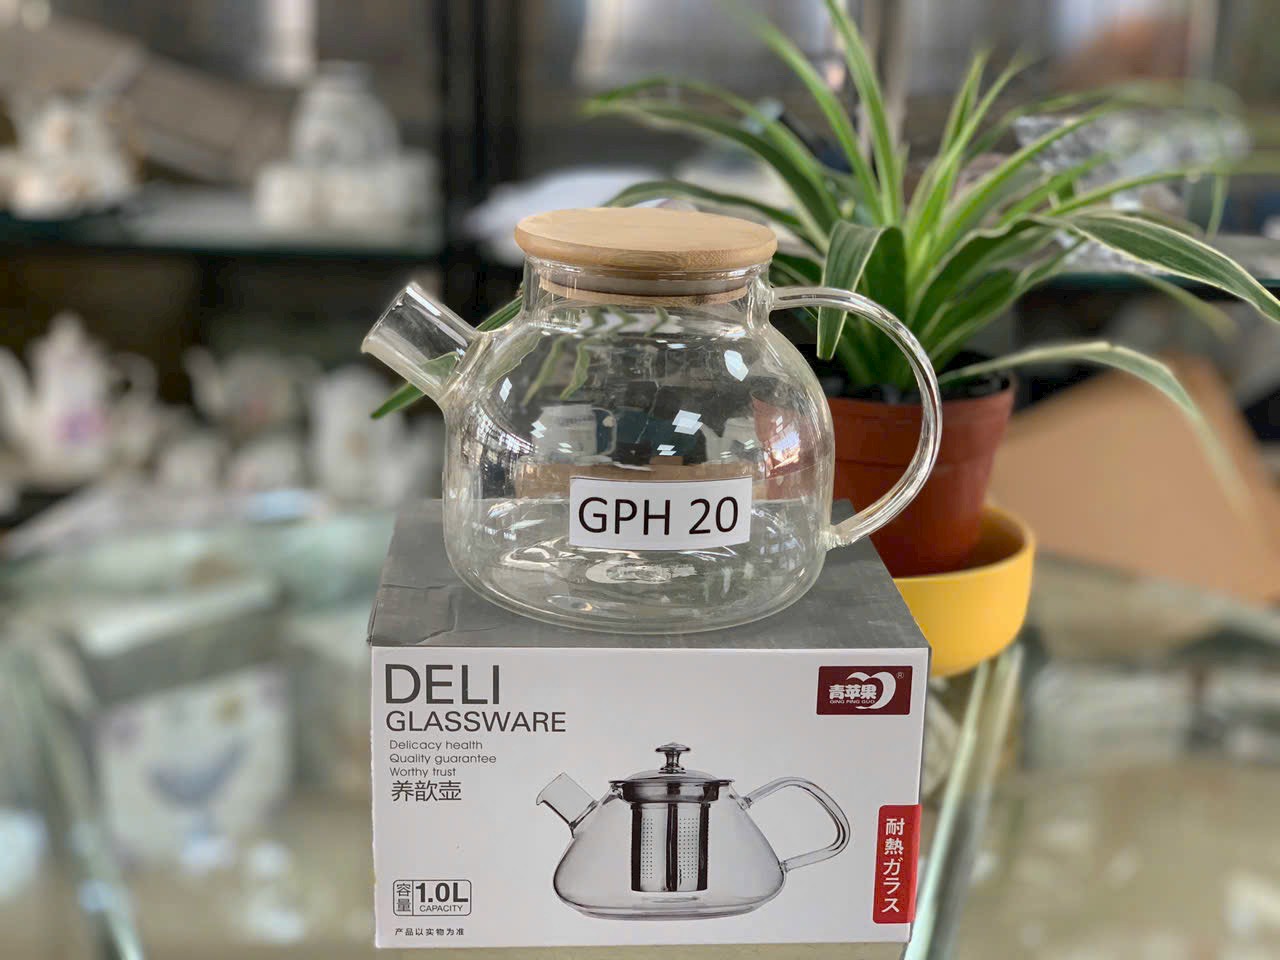 GPH 20
DELI
GLASSWARE
Delicacy health
Quality guarantee
Worthy trust
养歆壶
青苹果
QING PING GUO
®
容量
1.0L
CAPACITY
产品以实物为准
耐熱ガラス